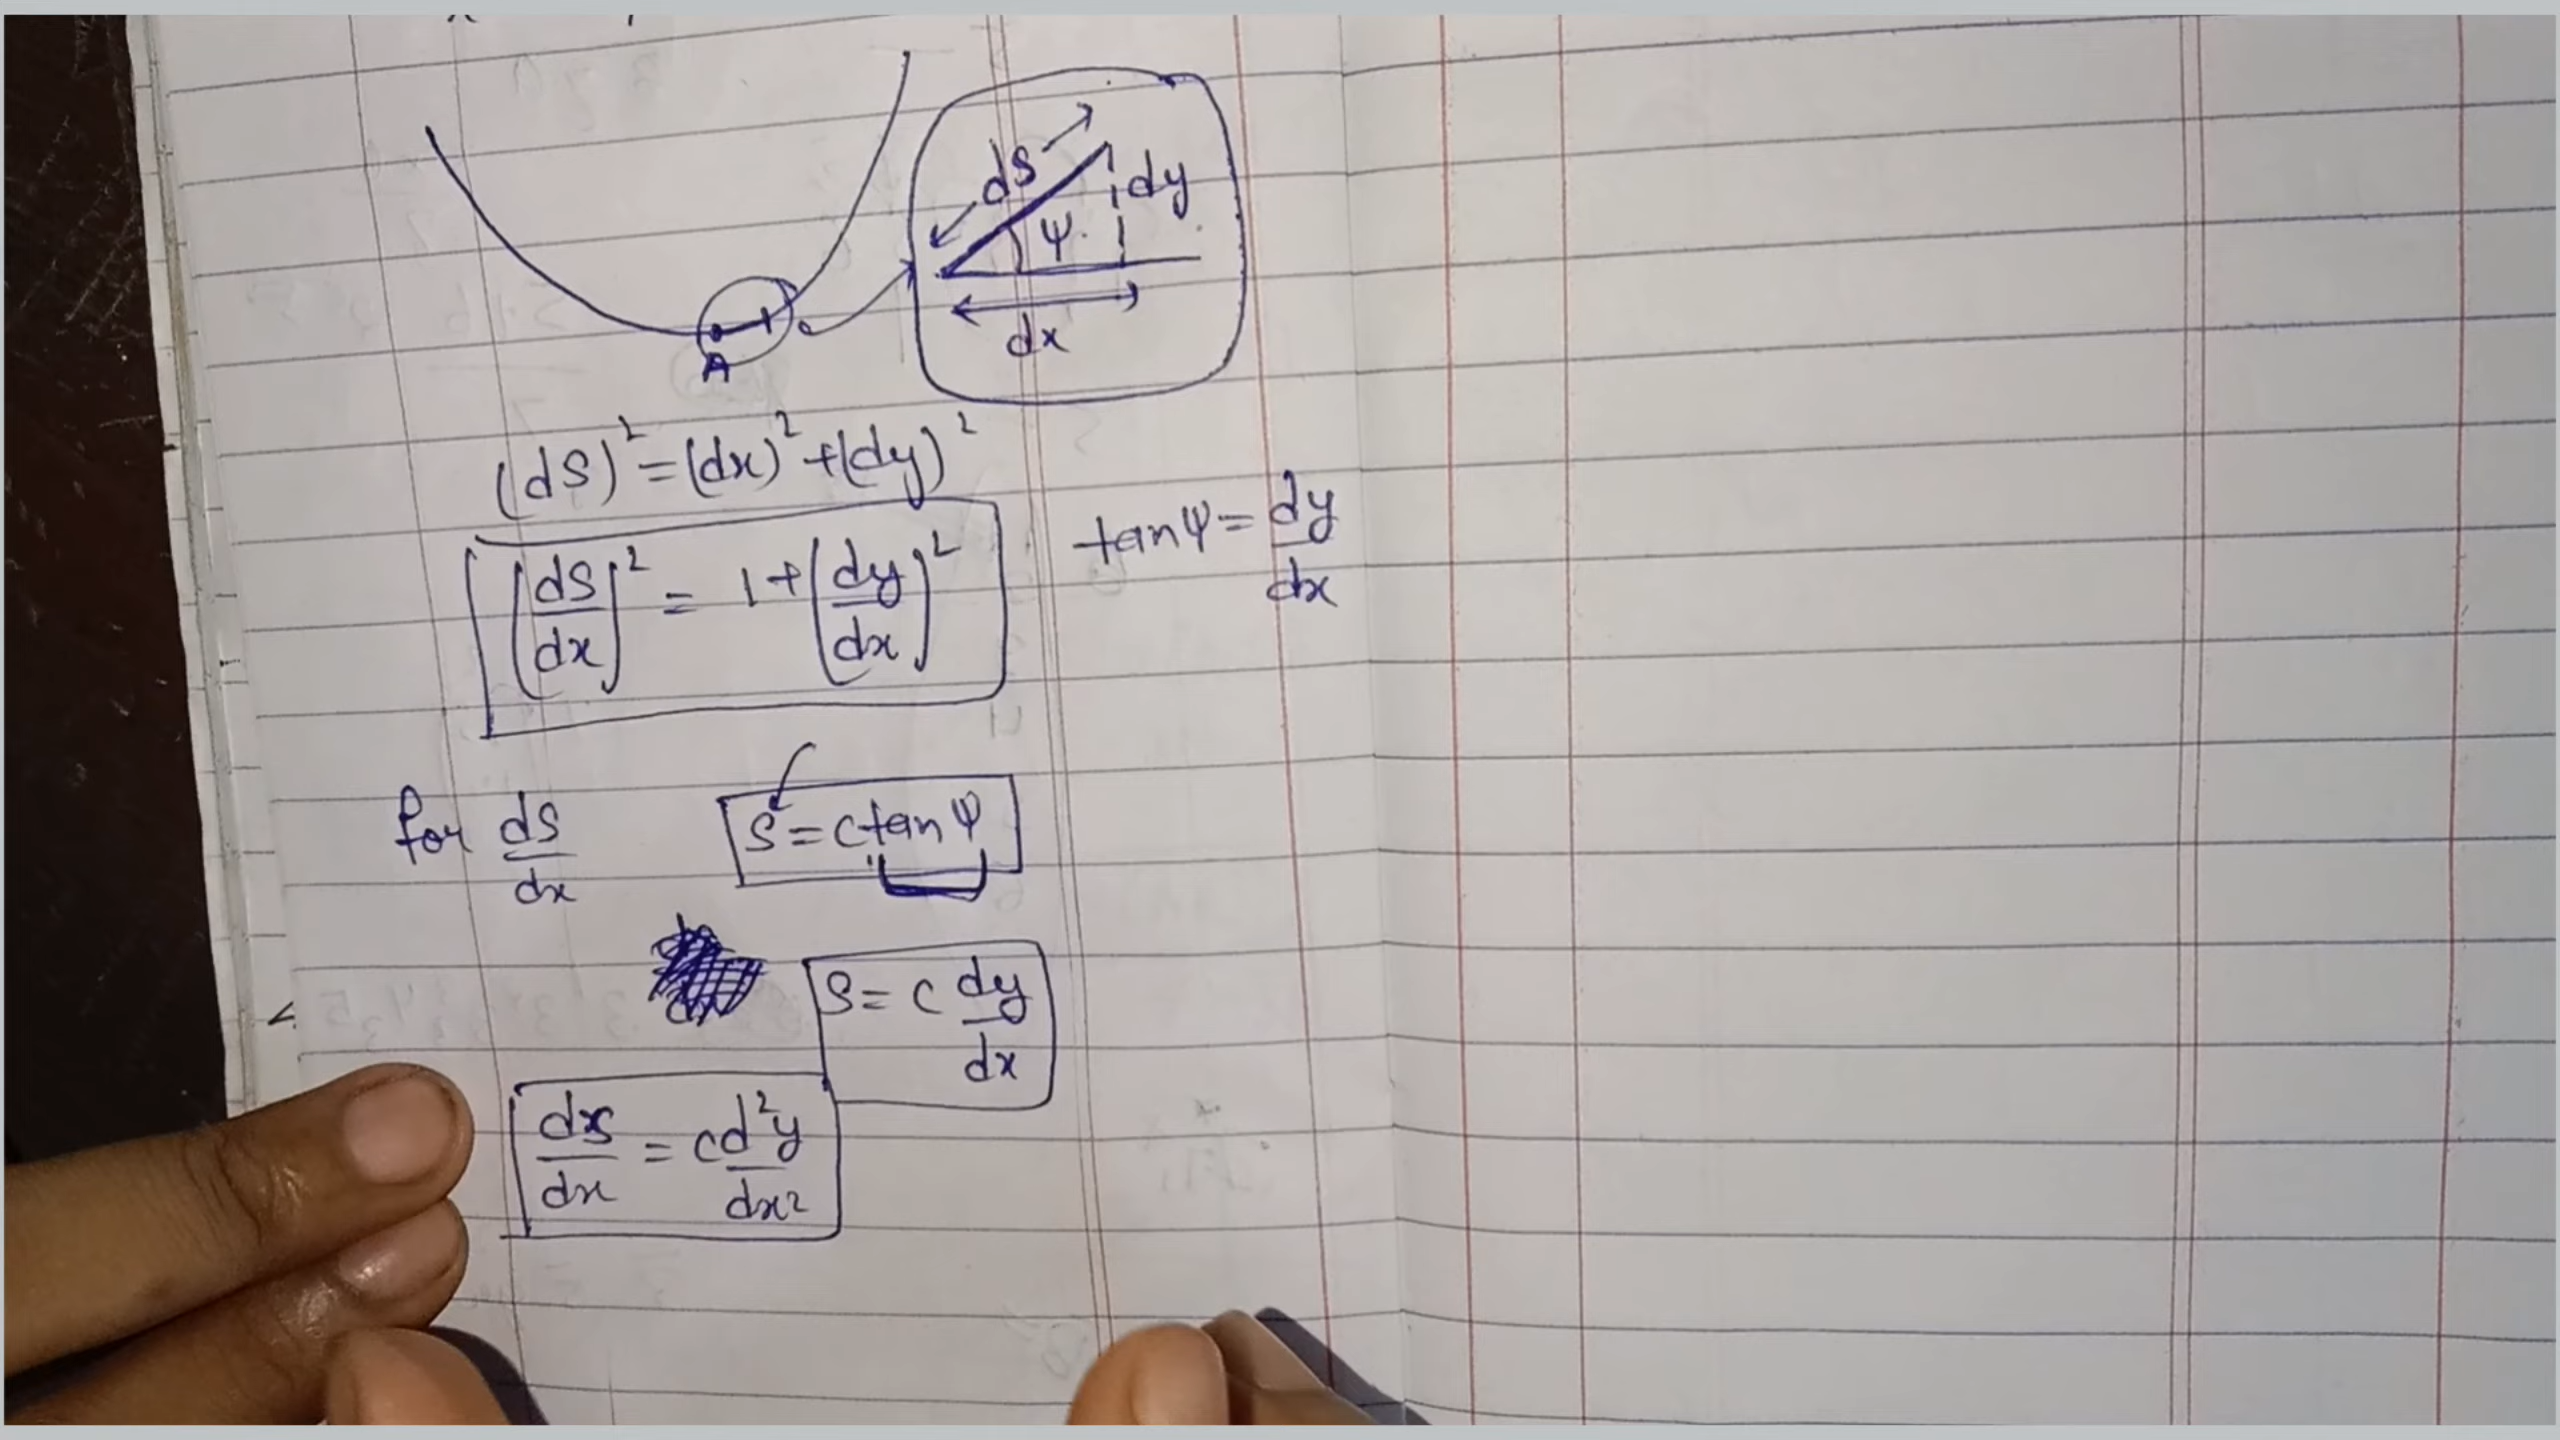 dS
dy
ψ
dx
A
(dS)² = (dx)² + (dy)²
(dS/dx)² = 1 + (dy/dx)²
tan ψ = dy/dx
for dS/dx
S = c tan ψ
S = c dy/dx
ds/dx = c d²y/dx²